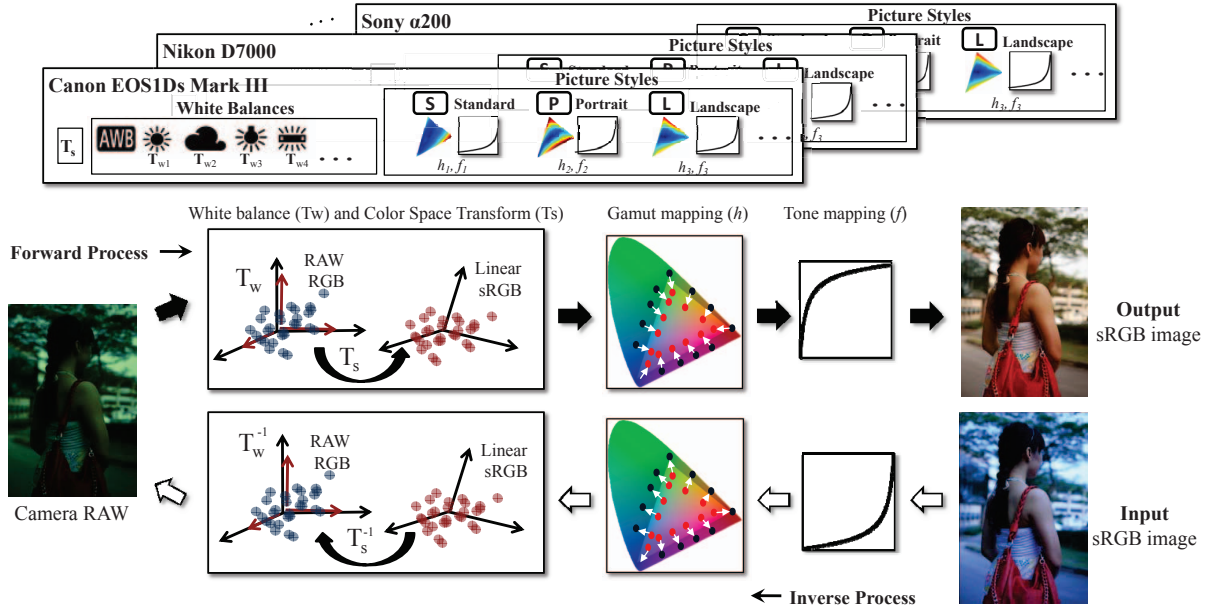 Sony α200
Picture Styles
L Landscape
h3, f3
Nikon D7000
Picture Styles
Landscape
f3
Canon EOS1Ds Mark III
White Balances
Ts
AWB
Tw1 Tw2 Tw3 Tw4
Picture Styles
S Standard P Portrait L Landscape
h1, f1 h2, f2 h3, f3
White balance (Tw) and Color Space Transform (Ts) Gamut mapping (h) Tone mapping (f)
Forward Process
Tw
RAW
RGB
Linear
sRGB
Ts
Output
sRGB image
Camera RAW
Tw-1
RAW
RGB
Linear
sRGB
Ts-1
Input
sRGB image
Inverse Process